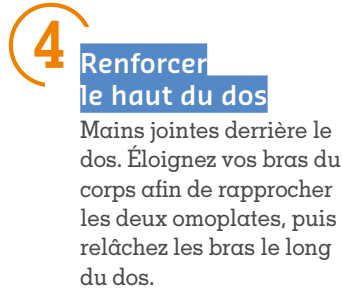 4
Renforcer
le haut du dos
Mains jointes derrière le
dos. Éloignez vos bras du
corps afin de rapprocher
les deux omoplates, puis
relâchez les bras le long
du dos.